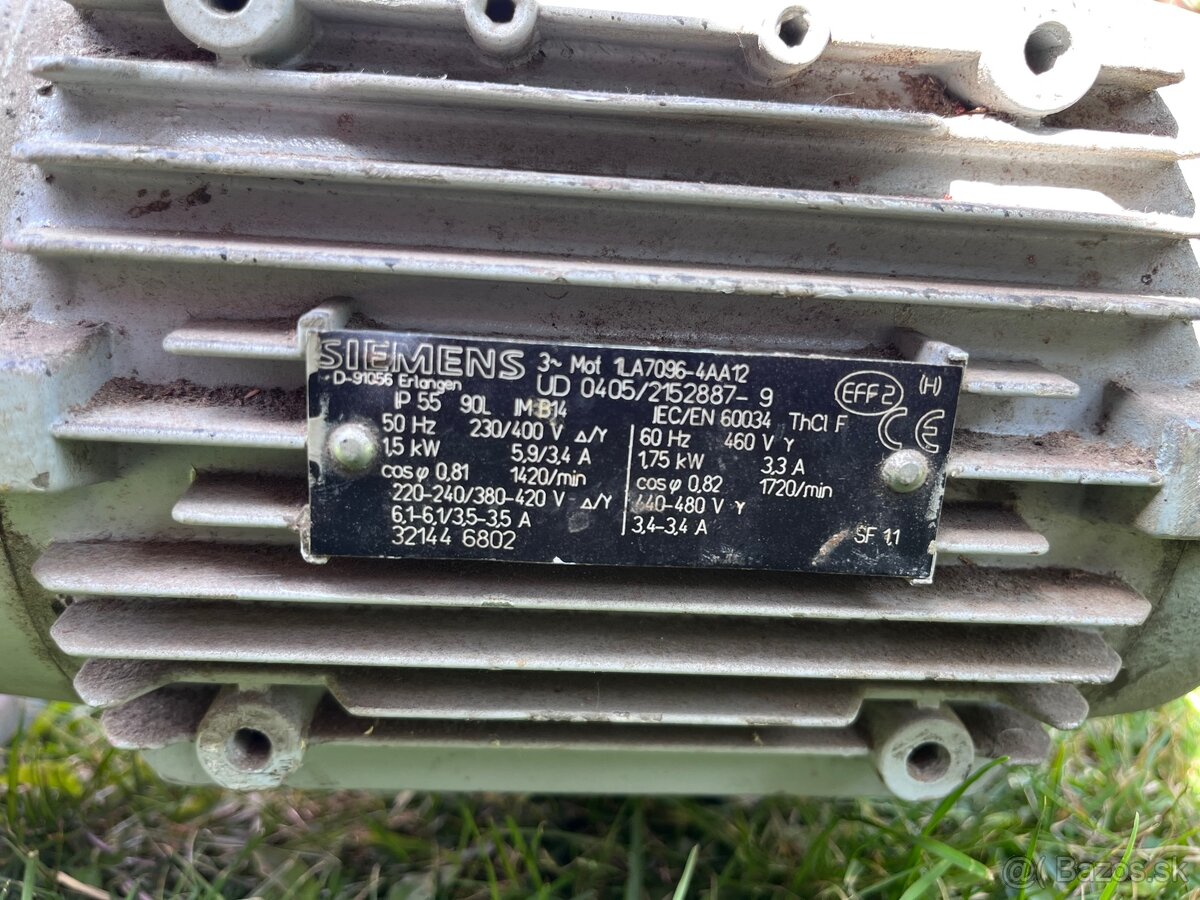 SIEMENS 3~ Mot 1LA7096-4AA12
D-91056 Erlangen UD 0405/2152887-9
IP 55 90L IM B14 IEC/EN 60034 ThCl F
EFF 2 (H)
CE
50 Hz 230/400 V Δ/Y
1,5 kW 5,9/3,4 A
cosφ 0,81 1420/min
220-240/380-420 V Δ/Y
6,1-6,1/3,5-3,5 A
32144 6802
60 Hz 460 V Y
1,75 kW 3,3 A
cosφ 0,82 1720/min
440-480 V Y
3,4-3,4 A
SF 1,1
Bazos.sk